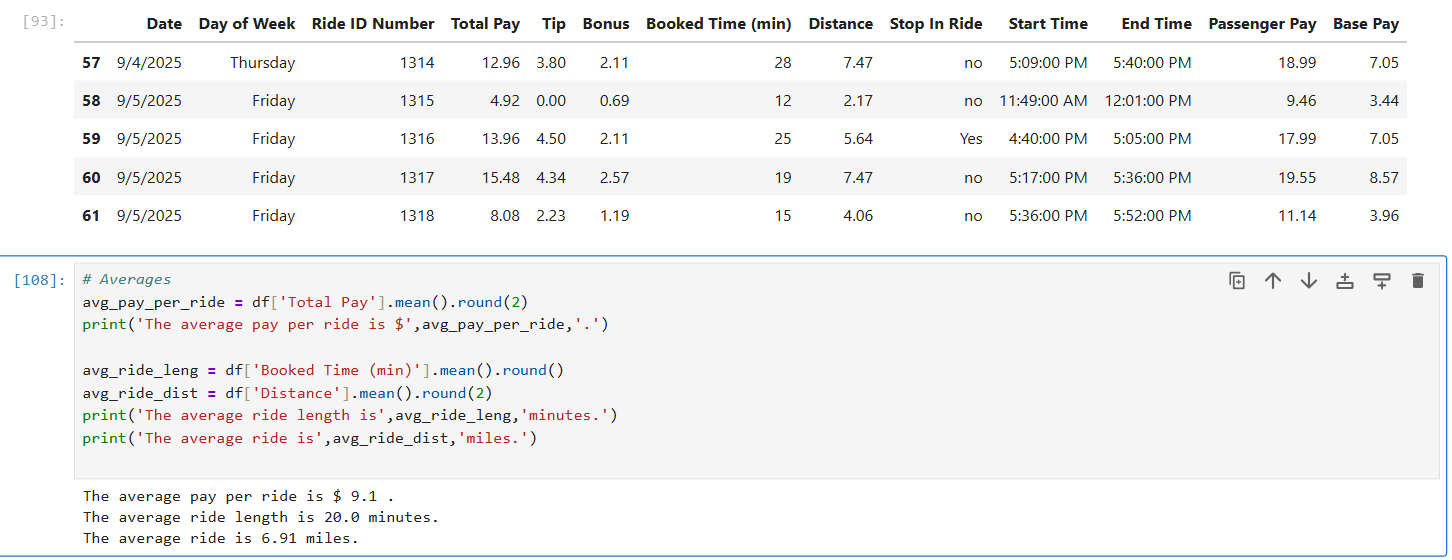 [93]:
Date Day of Week Ride ID Number Total Pay Tip Bonus Booked Time (min) Distance Stop In Ride Start Time End Time Passenger Pay Base Pay
57 9/4/2025 Thursday 1314 12.96 3.80 2.11 28 7.47 no 5:09:00 PM 5:40:00 PM 18.99 7.05
58 9/5/2025 Friday 1315 4.92 0.00 0.69 12 2.17 no 11:49:00 AM 12:01:00 PM 9.46 3.44
59 9/5/2025 Friday 1316 13.96 4.50 2.11 25 5.64 Yes 4:40:00 PM 5:05:00 PM 17.99 7.05
60 9/5/2025 Friday 1317 15.48 4.34 2.57 19 7.47 no 5:17:00 PM 5:36:00 PM 19.55 8.57
61 9/5/2025 Friday 1318 8.08 2.23 1.19 15 4.06 no 5:36:00 PM 5:52:00 PM 11.14 3.96
[108]:
# Averages
avg_pay_per_ride = df['Total Pay'].mean().round(2)
print('The average pay per ride is $',avg_pay_per_ride,'.')
avg_ride_leng = df['Booked Time (min)'].mean().round()
avg_ride_dist = df['Distance'].mean().round(2)
print('The average ride length is',avg_ride_leng,'minutes.')
print('The average ride is',avg_ride_dist,'miles.')
The average pay per ride is $ 9.1 .
The average ride length is 20.0 minutes.
The average ride is 6.91 miles.